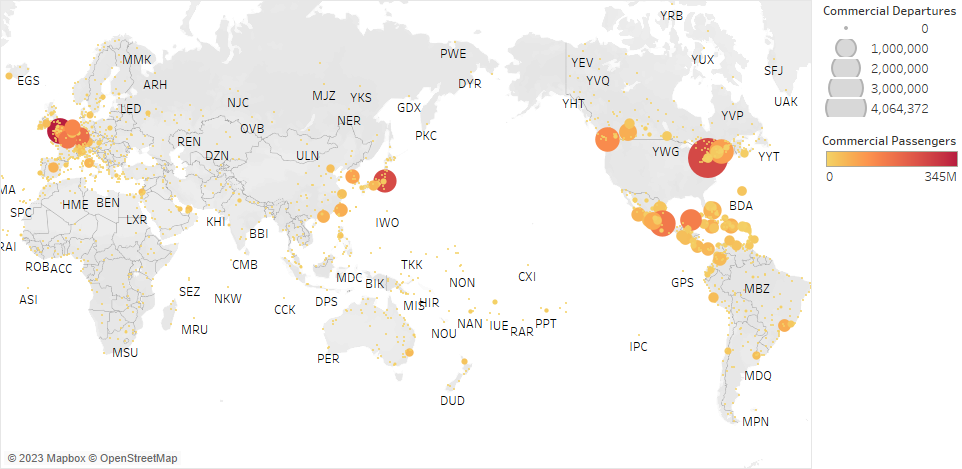 YRB
Commercial Departures
0
1,000,000
2,000,000
3,000,000
4,064,372
Commercial Passengers
0 345M
PWE
MMK
YEV
YUX
SFJ
EGS
ARH
DYR
YVQ
NJC
MJZ
YKS
UAK
LED
GDX
YHT
YVP
NER
OVB
PKC
REN
DZN
ULN
YWG
YYT
MA
HME
BEN
SPC
BDA
LXR
KHI
IWO
BBI
RAI
ROB
ACC
CMB
TKK
MDC
BIK
NON
CXI
GPS
MBZ
SEZ
NKW
ASI
DPS
CCK
MIS
HIR
MRU
NAN
IUE
PPT
NOU
RAR
MSU
PER
IPC
MDQ
DUD
MPN
© 2023 Mapbox © OpenStreetMap